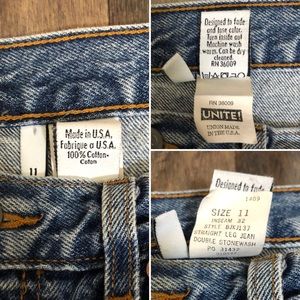 Made in U.S.A.
Fabrique a U.S.A.
100% Cotton-
Coton
11
Designed to fade
and lose color.
Turn inside out
Machine wash
warm. Can be dry
cleaned.
RN 36009
RN 36009
UNITE!
UNION MADE
IN THE U.S.A.
Designed to fade
1409
SIZE 11
INSEAM 32
STRAIGHT LEG JEAN
DOUBLE STONEWASH